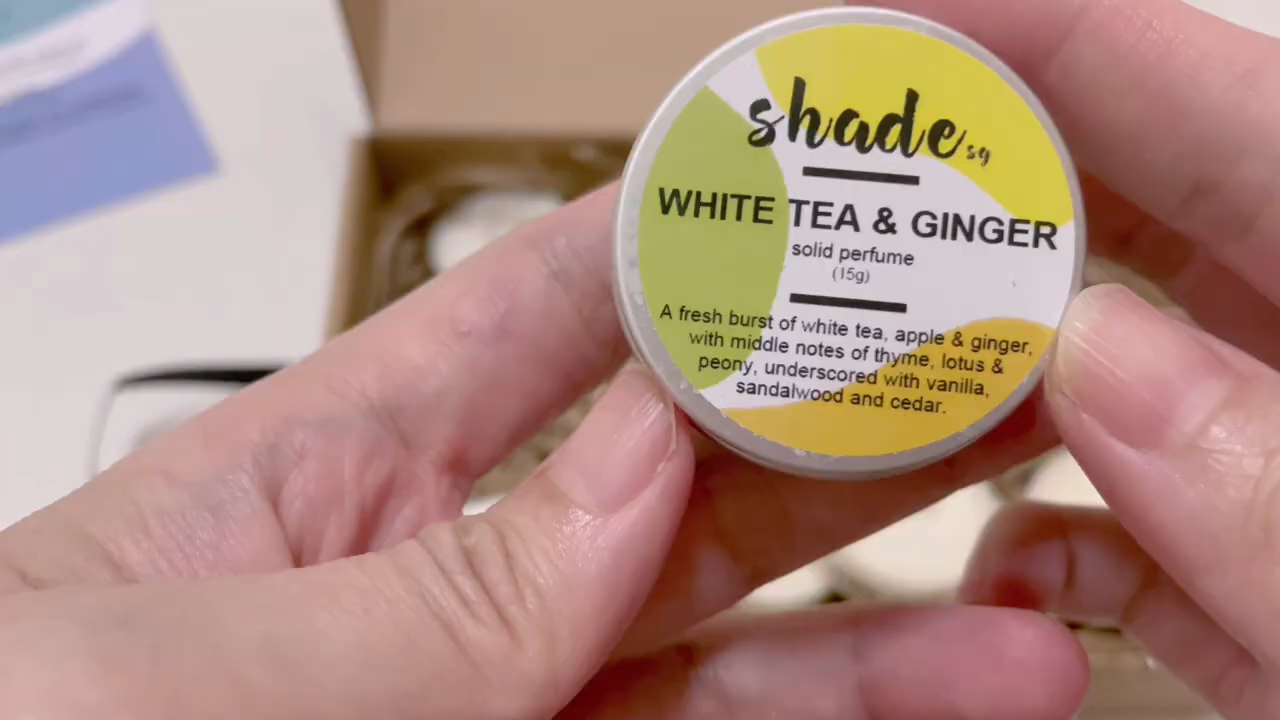 shade sg
WHITE TEA & GINGER
solid perfume
(15g)
A fresh burst of white tea, apple & ginger,
with middle notes of thyme, lotus &
peony, underscored with vanilla,
sandalwood and cedar.